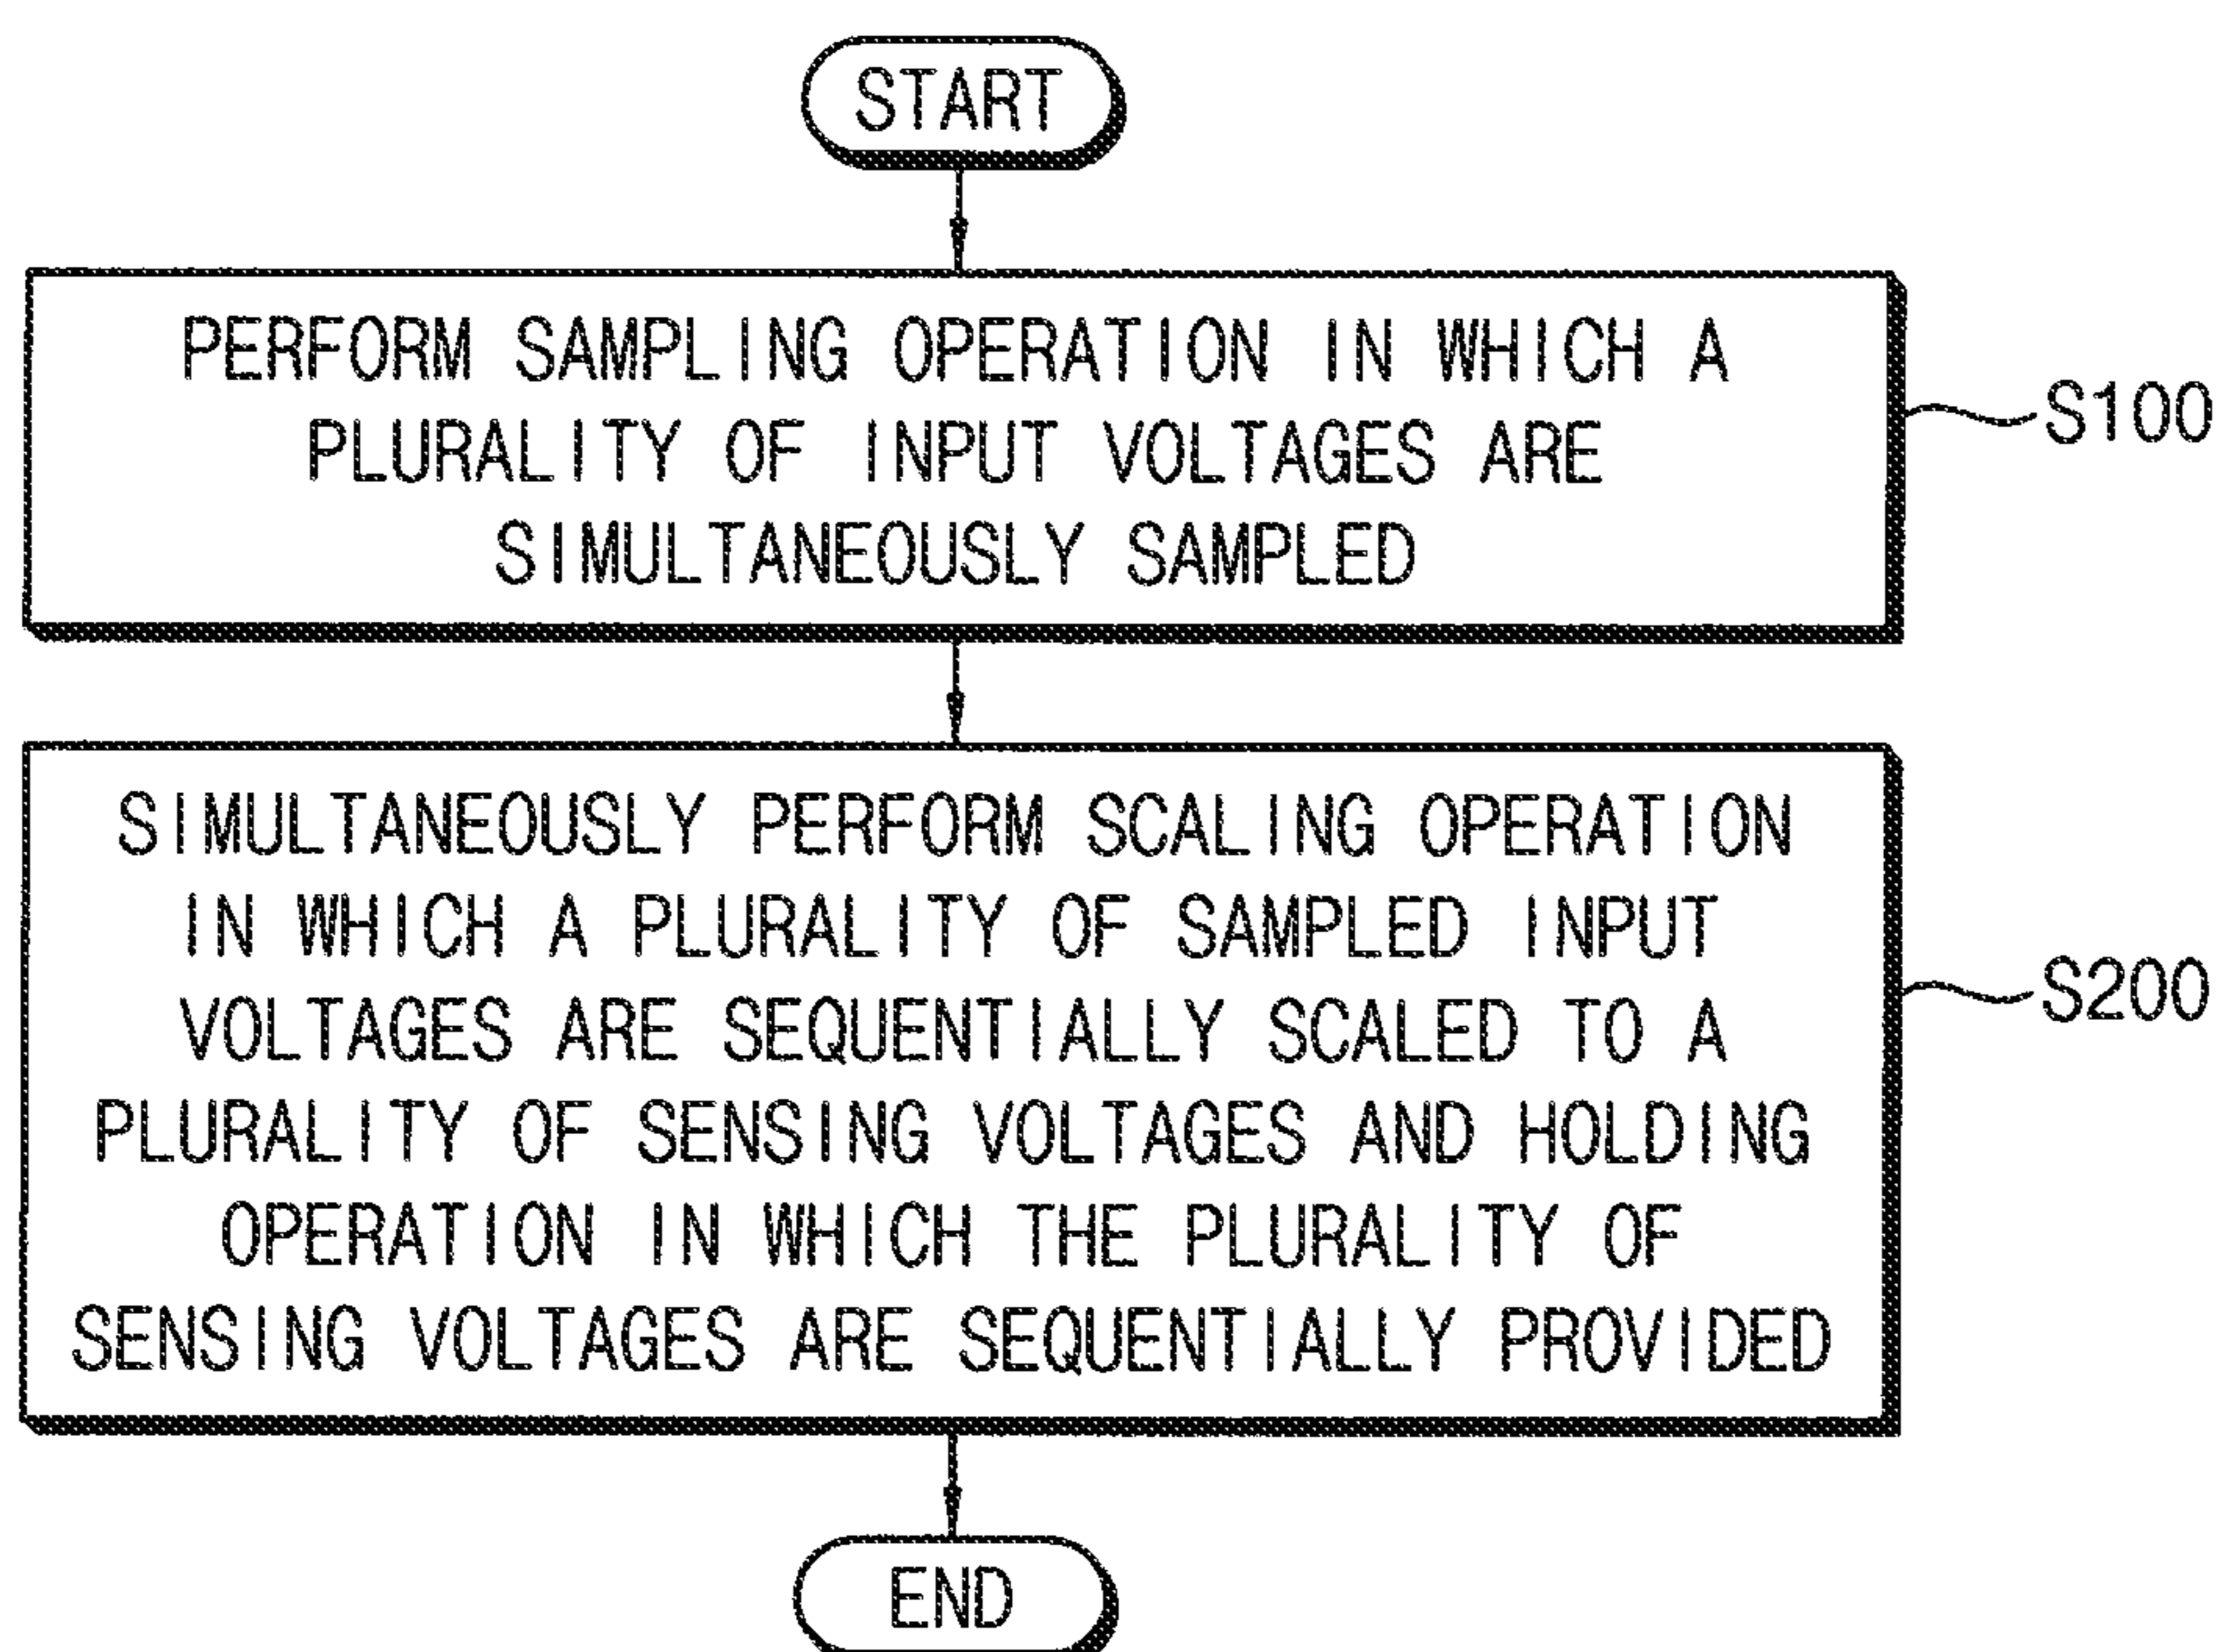 START
PERFORM SAMPLING OPERATION IN WHICH A
PLURALITY OF INPUT VOLTAGES ARE
SIMULTANEOUSLY SAMPLED
S100
SIMULTANEOUSLY PERFORM SCALING OPERATION
IN WHICH A PLURALITY OF SAMPLED INPUT
VOLTAGES ARE SEQUENTIALLY SCALED TO A
PLURALITY OF SENSING VOLTAGES AND HOLDING
OPERATION IN WHICH THE PLURALITY OF
SENSING VOLTAGES ARE SEQUENTIALLY PROVIDED
S200
END